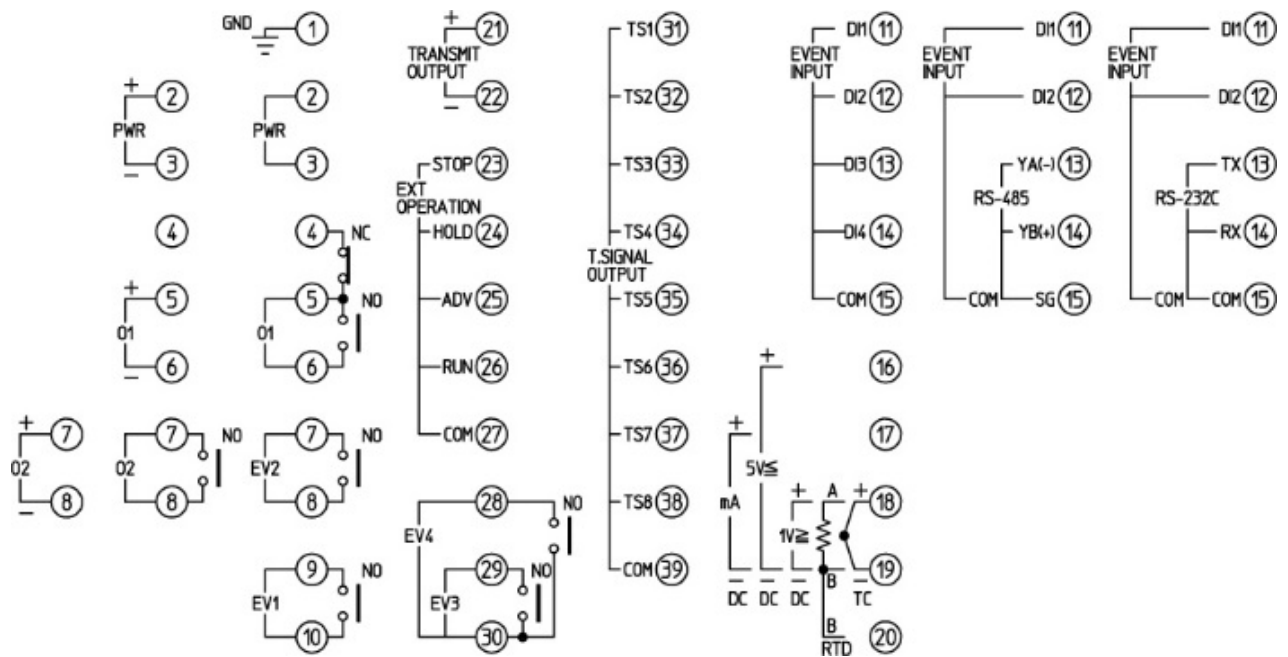 GND 1
+ 21
TS1 31
DI1 11
DI1 11
DI1 11
TRANSMIT
OUTPUT
EVENT
INPUT
EVENT
INPUT
EVENT
INPUT
+ 2
2
− 22
TS2 32
DI2 12
DI2 12
DI2 12
PWR
PWR
− 3
3
STOP 23
TS3 33
DI3 13
YA(-) 13
TX 13
EXT
OPERATION
RS-485
RS-232C
4
4 NC
HOLD 24
TS4 34
DI4 14
YB(+) 14
RX 14
T.SIGNAL
OUTPUT
+ 5
5 NO
ADV 25
TS5 35
COM 15
COM SG 15
COM COM 15
O1
O1
− 6
6
RUN 26
TS6 36
+ 16
+ 7
7 NO
7 NO
COM 27
TS7 37
+ 17
O2
O2
EV2
5V≦
− 8
8
8
28 NO
TS8 38
mA
+ A + 18
EV4
1V≧
9 NO
29 NO
COM 39
− − − B − 19
EV1
EV3
DC DC DC TC
10
30
B 20
RTD